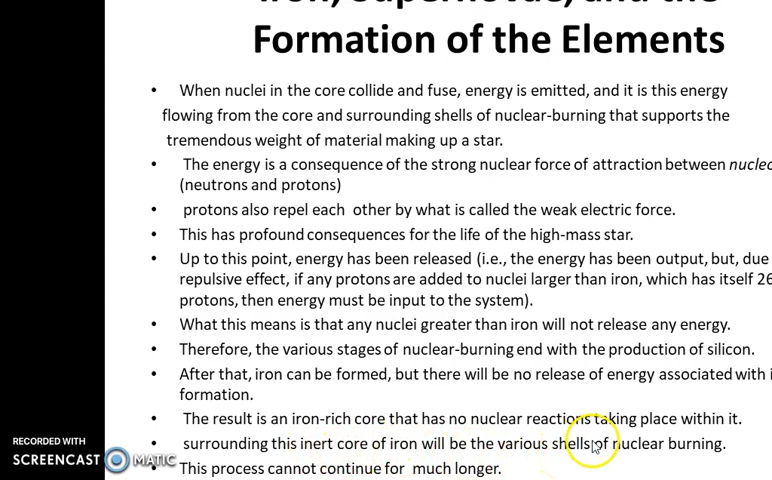 Iron, Supernovae, and the
Formation of the Elements
• When nuclei in the core collide and fuse, energy is emitted, and it is this energy
flowing from the core and surrounding shells of nuclear-burning that supports the
tremendous weight of material making up a star.
• The energy is a consequence of the strong nuclear force of attraction between
(neutrons and protons)
• protons also repel each other by what is called the weak electric force.
• This has profound consequences for the life of the high-mass star.
• Up to this point, energy has been released (i.e., the energy has been output, but, due
repulsive effect, if any protons are added to nuclei larger than iron, which has itself 26
protons, then energy must be input to the system).
• What this means is that any nuclei greater than iron will not release any energy.
• Therefore, the various stages of nuclear-burning end with the production of silicon.
• After that, iron can be formed, but there will be no release of energy associated with
formation.
• The result is an iron-rich core that has no nuclear reactions taking place within it.
• surrounding this inert core of iron will be the various shells of nuclear burning.
• This process cannot continue for much longer.
RECORDED WITH
SCREENCAST MATIC